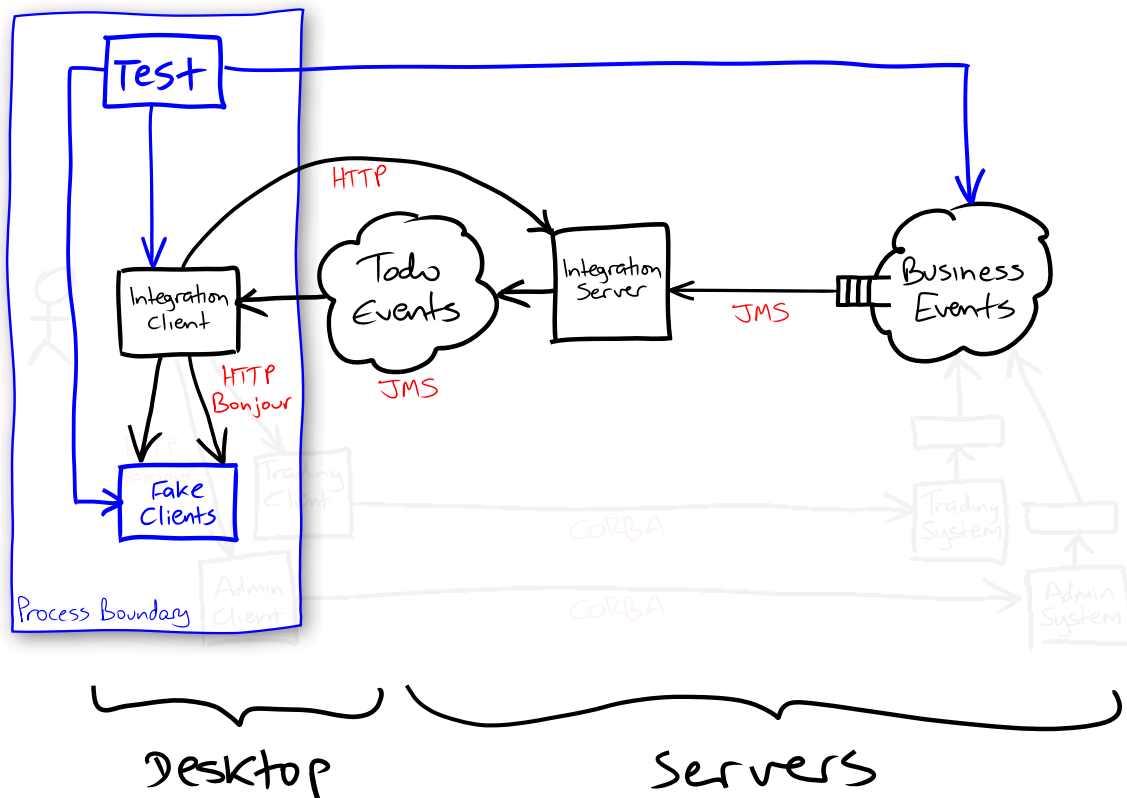 Test
HTTP
Todo
Events
JMS
Integration
Client
Integration
Server
JMS
Business
Events
HTTP
Bonjour
Fake
Clients
Trading
Client
CORBA
Trading
System
Admin
Client
CORBA
Admin
System
Process Boundary
Desktop
Servers